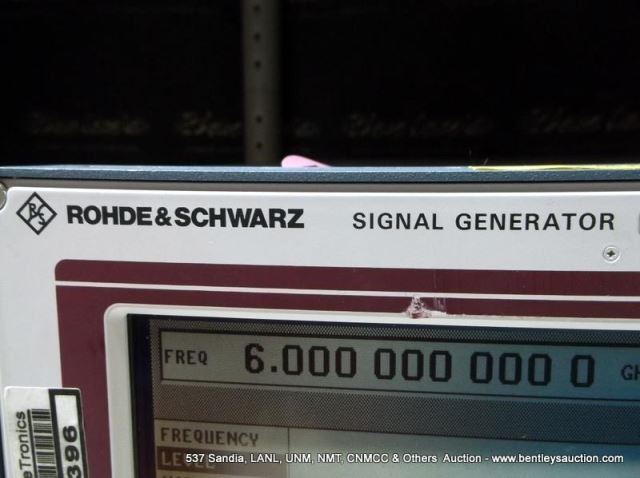 ROHDE&SCHWARZ SIGNAL GENERATOR
FREQ 6.000 000 000 0
FREQUENCY
LEVEL
396
537 Sandia, LANL, UNM, NMT, CNMCC & Others Auction - www.bentleysauction.com